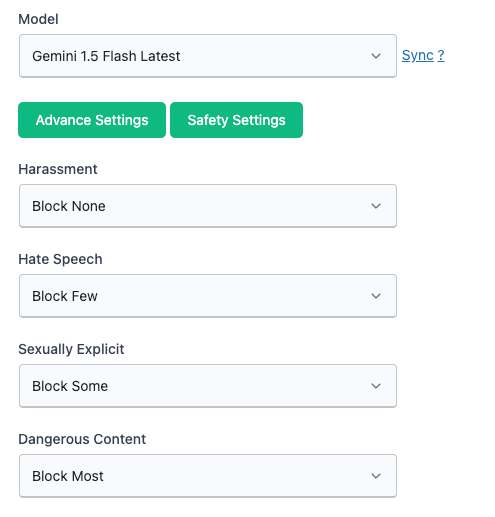 Model
Gemini 1.5 Flash Latest
Sync ?
Advance Settings Safety Settings
Harassment
Block None
Hate Speech
Block Few
Sexually Explicit
Block Some
Dangerous Content
Block Most